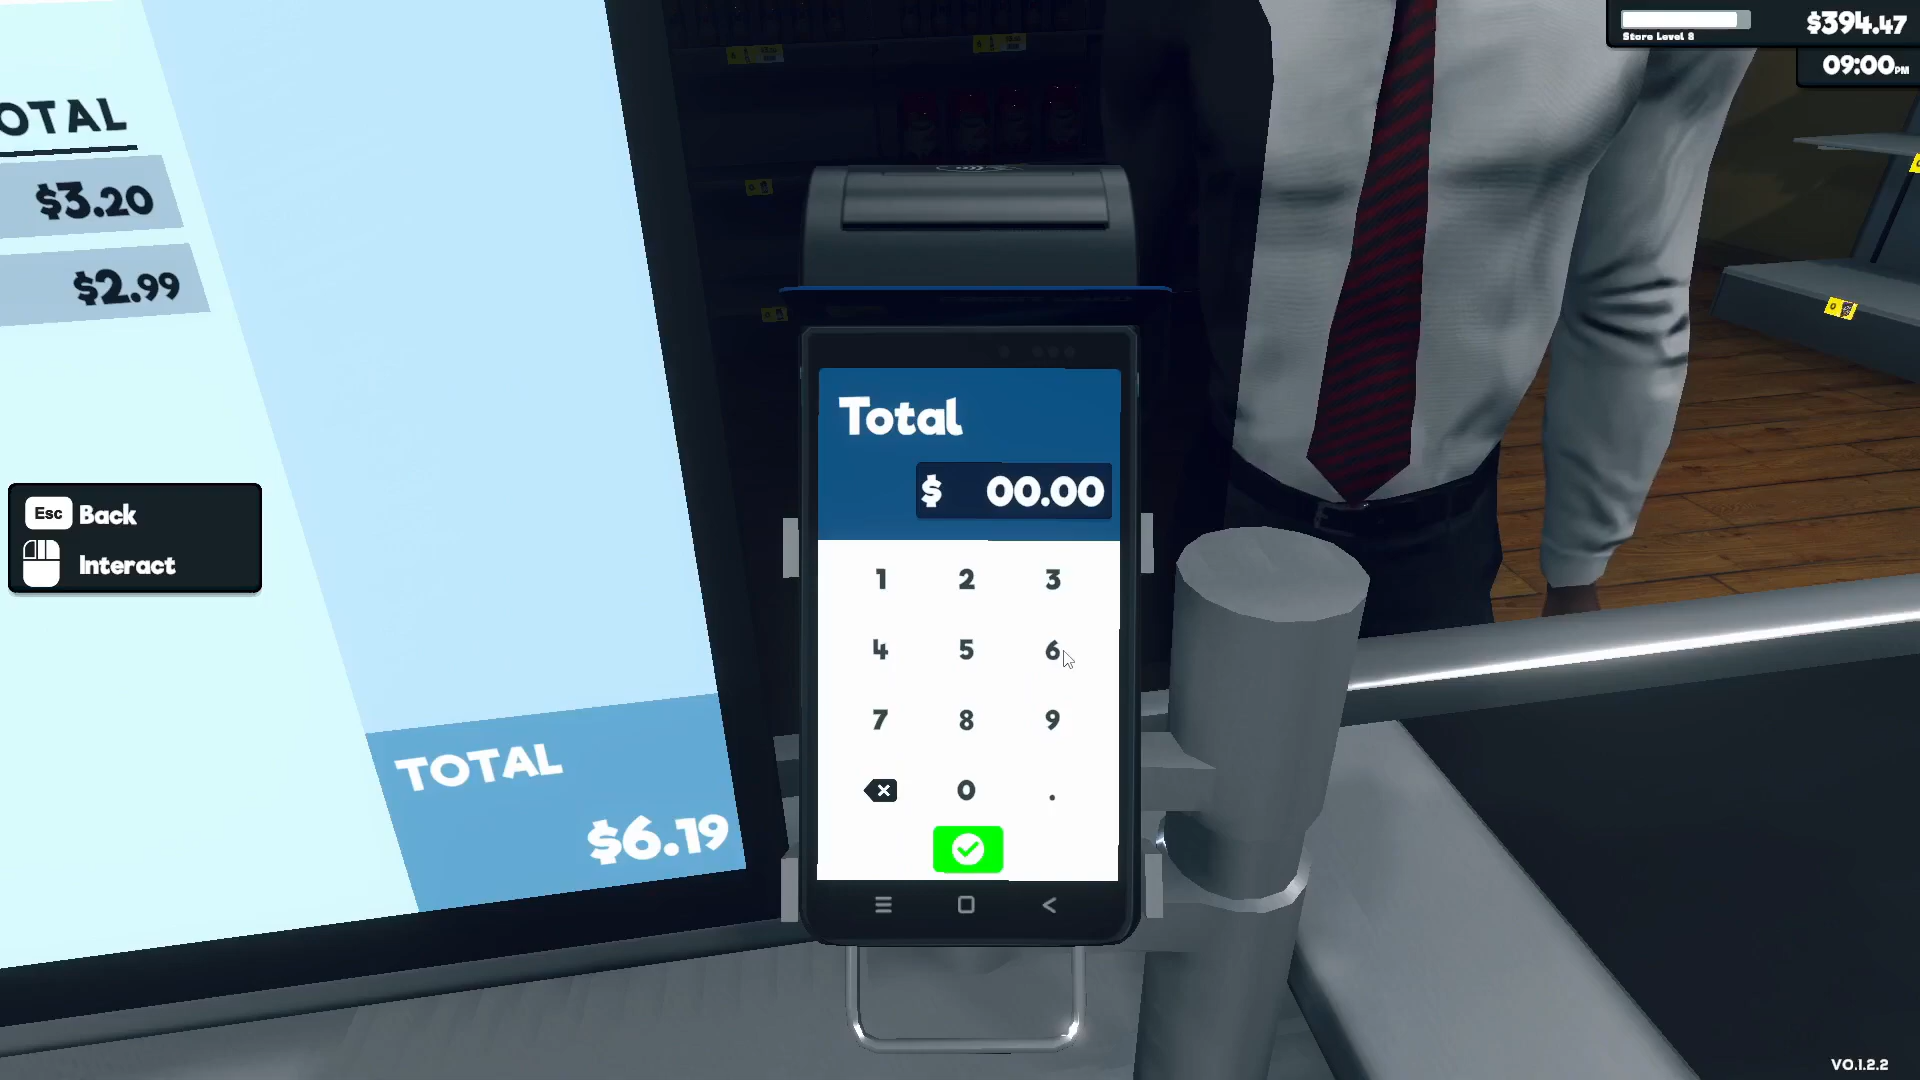 $394.47
Store Level 8
09:00PM
OTAL
$3.20
$2.99
Esc Back
Interact
Total
$ 00.00
1 2 3
4 5 6
7 8 9
0 .
TOTAL
$6.19
V0.1.2.2